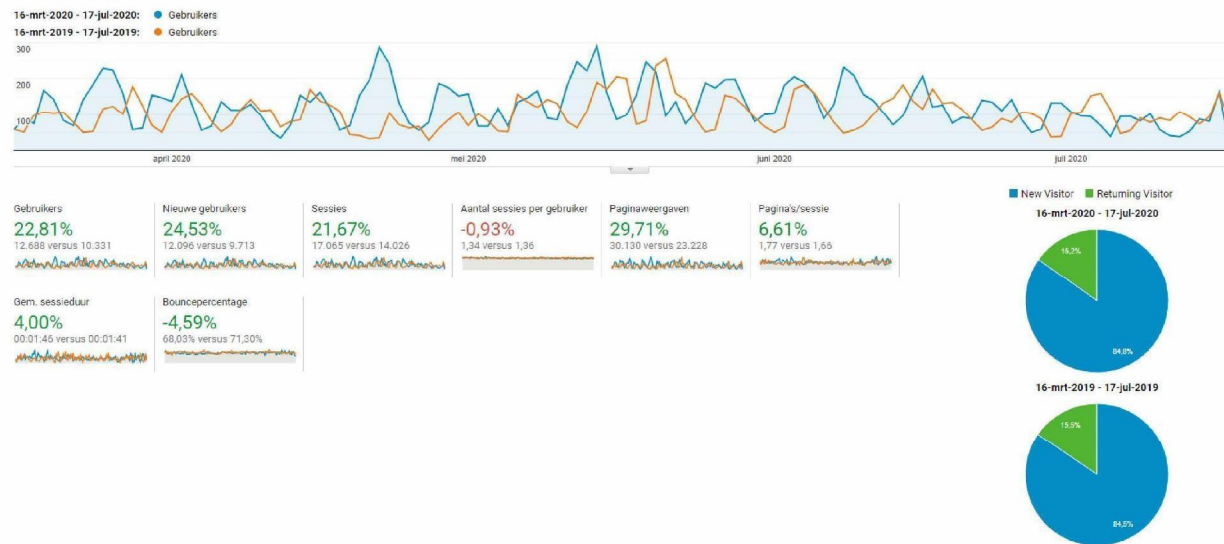 16-mrt-2020 - 17-jul-2020: Gebruikers
16-mrt-2019 - 17-jul-2019: Gebruikers
300
200
100
april 2020 mei 2020 juni 2020 juli 2020
New Visitor Returning Visitor
16-mrt-2020 - 17-jul-2020
15,2%
84,8%
16-mrt-2019 - 17-jul-2019
15,5%
84,5%
Gebruikers
22,81%
12.688 versus 10.331
Nieuwe gebruikers
24,53%
12.096 versus 9.713
Sessies
21,67%
17.065 versus 14.026
Aantal sessies per gebruiker
-0,93%
1,34 versus 1,36
Paginaweergaven
29,71%
30.130 versus 23.228
Pagina's/sessie
6,61%
1,77 versus 1,66
Gem. sessieduur
4,00%
00:01:46 versus 00:01:41
Bouncepercentage
-4,59%
68,03% versus 71,30%